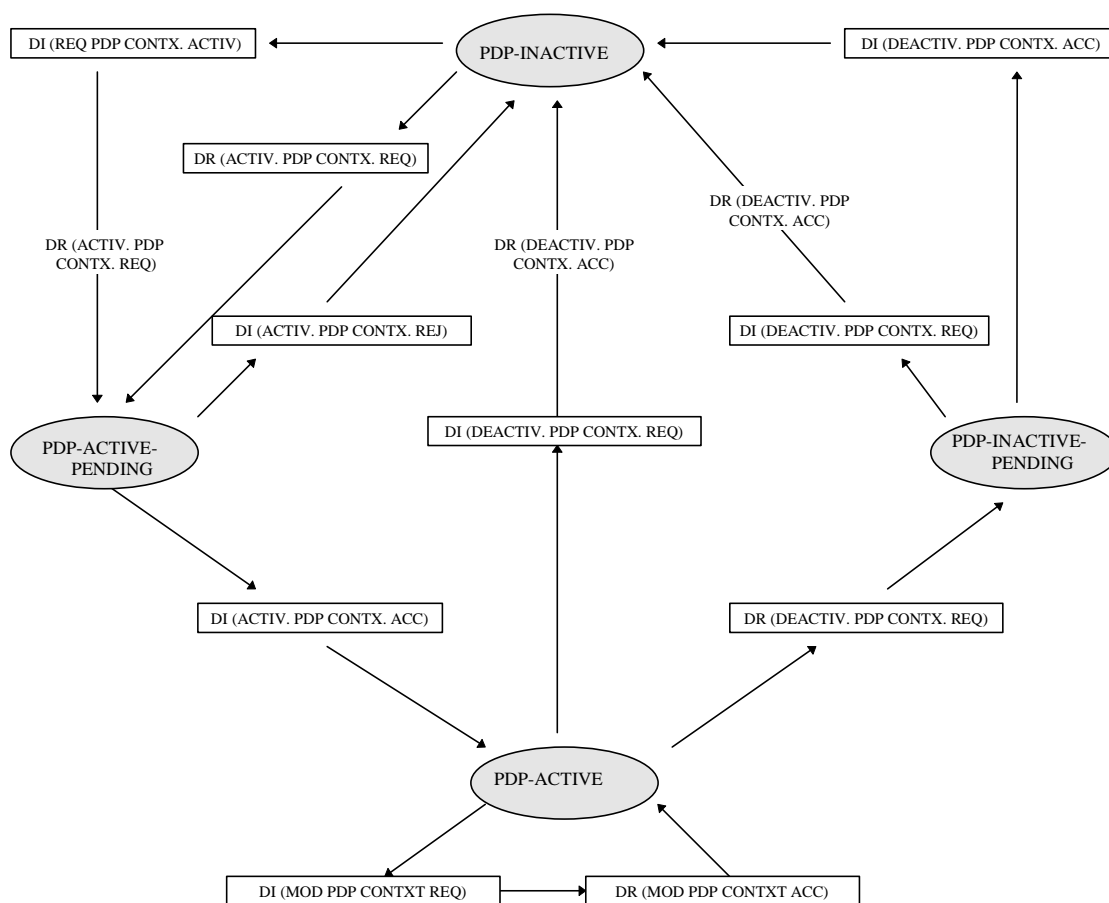 DI (REQ PDP CONTX. ACTIV)
PDP-INACTIVE
DI (DEACTIV. PDP CONTX. ACC)
DR (ACTIV. PDP CONTX. REQ)
DR (DEACTIV. PDP
CONTX. ACC)
DR (ACTIV. PDP
CONTX. REQ)
DR (DEACTIV. PDP
CONTX. ACC)
DI (ACTIV. PDP CONTX. REJ)
DI (DEACTIV. PDP CONTX. REQ)
PDP-ACTIVE-
PENDING
DI (DEACTIV. PDP CONTX. REQ)
PDP-INACTIVE-
PENDING
DI (ACTIV. PDP CONTX. ACC)
DR (DEACTIV. PDP CONTX. REQ)
PDP-ACTIVE
DI (MOD PDP CONTXT REQ)
DR (MOD PDP CONTXT ACC)